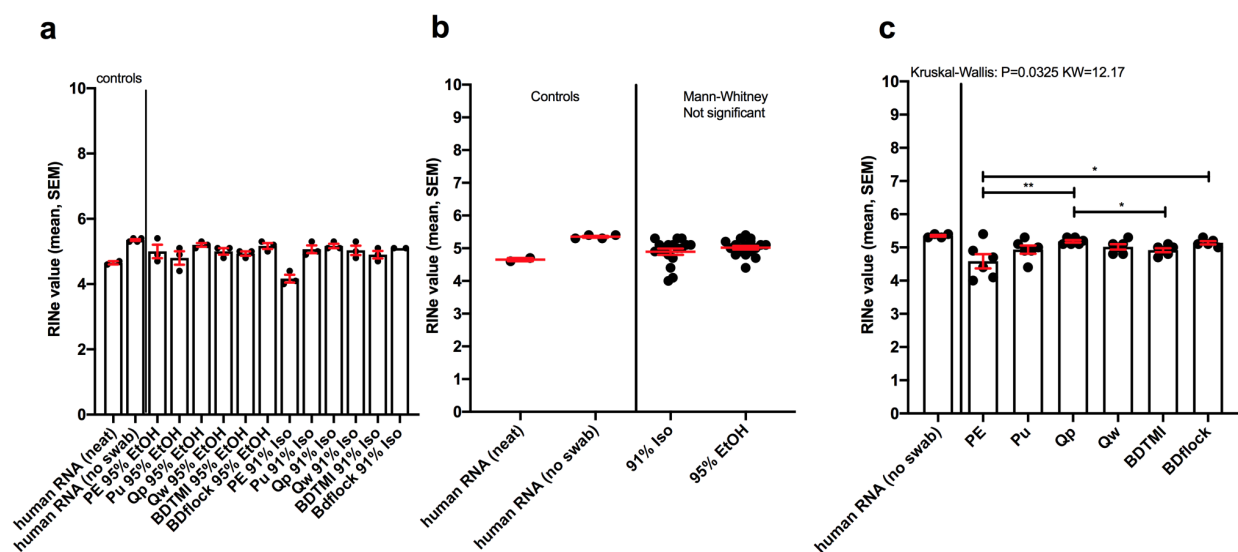 a
controls
RINe value (mean, SEM)
10
8
6
4
2
0
human RNA (neat)
human RNA (no swab)
PE 95% EtOH
Pu 95% EtOH
Qp 95% EtOH
Qw 95% EtOH
BDTMI 95% EtOH
BDflock 95% EtOH
PE 91% Iso
Pu 91% Iso
Qp 91% Iso
Qw 91% Iso
BDTMI 91% Iso
Bdflock 91% Iso
b
Controls
Mann-Whitney
Not significant
RINe value (mean, SEM)
10
9
8
7
6
5
4
3
2
1
0
human RNA (neat)
human RNA (no swab)
91% Iso
95% EtOH
c
Kruskal-Wallis: P=0.0325 KW=12.17
RINe value (mean, SEM)
10
9
8
7
6
5
4
3
2
1
0
*
**
*
human RNA (no swab)
PE
Pu
Qp
Qw
BDTMI
BDflock